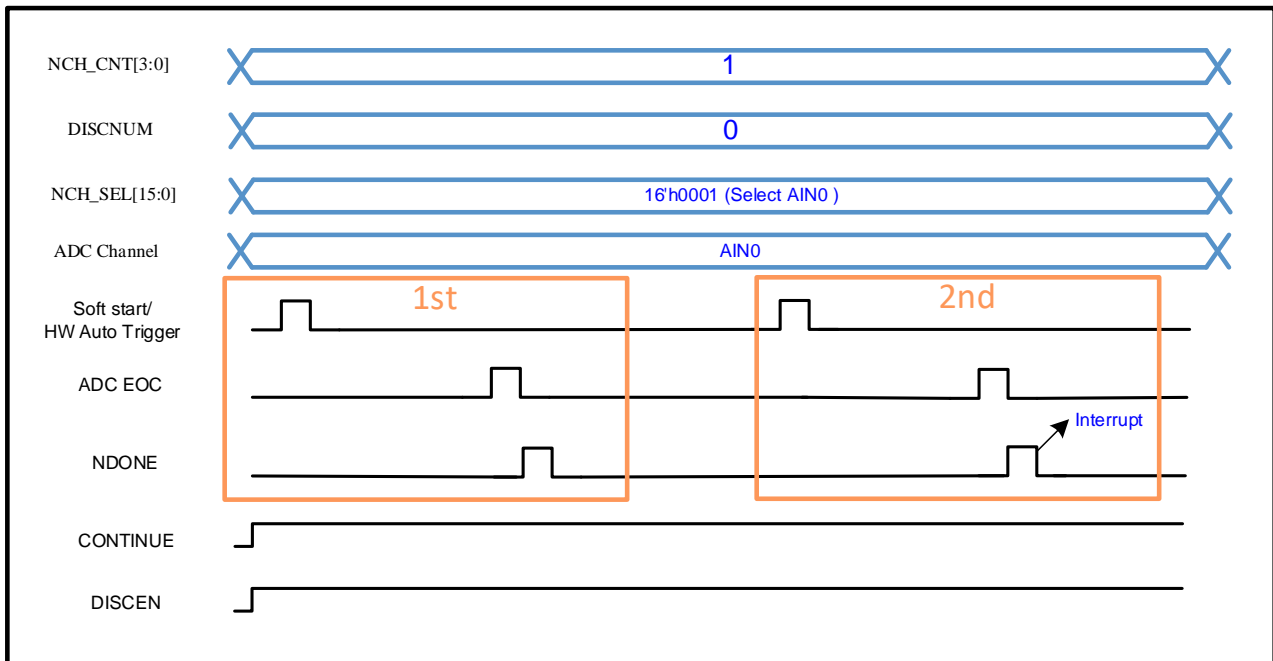 NCH_CNT[3:0]
1
DISCNUM
0
NCH_SEL[15:0]
16'h0001 (Select AIN0 )
ADC Channel
AIN0
1st
2nd
Soft start/
HW Auto Trigger
ADC EOC
Interrupt
NDONE
CONTINUE
DISCEN